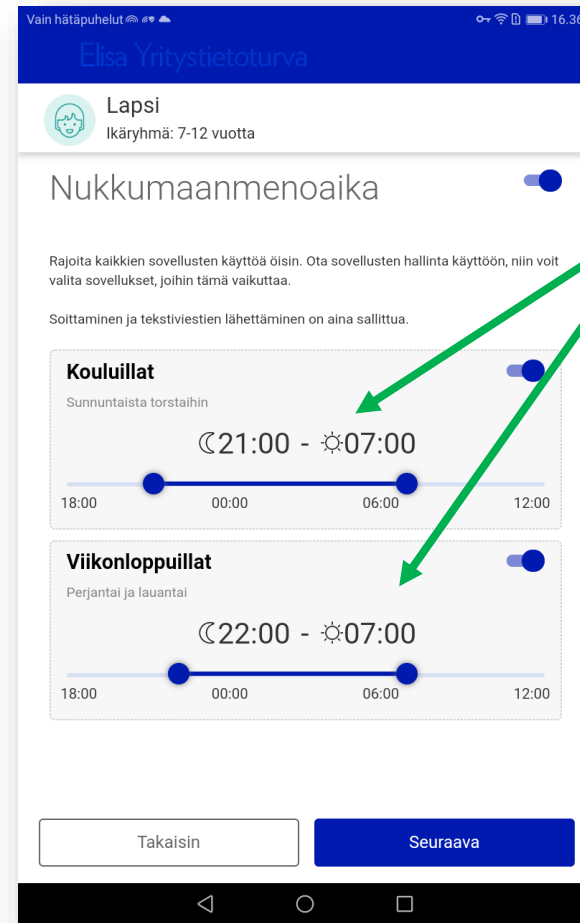 Vain hätäpuhelut 16.36
Elisa Yritystietoturva
Lapsi
Ikäryhmä: 7-12 vuotta
Nukkumaanmenoaika
Rajoita kaikkien sovellusten käyttöä öisin. Ota sovellusten hallinta käyttöön, niin voit
valita sovellukset, joihin tämä vaikuttaa.
Soittaminen ja tekstiviestien lähettäminen on aina sallittua.
Kouluillat
Sunnuntaista torstaihin
21:00 - 07:00
18:00 00:00 06:00 12:00
Viikonloppuillat
Perjantai ja lauantai
22:00 - 07:00
18:00 00:00 06:00 12:00
Takaisin Seuraava